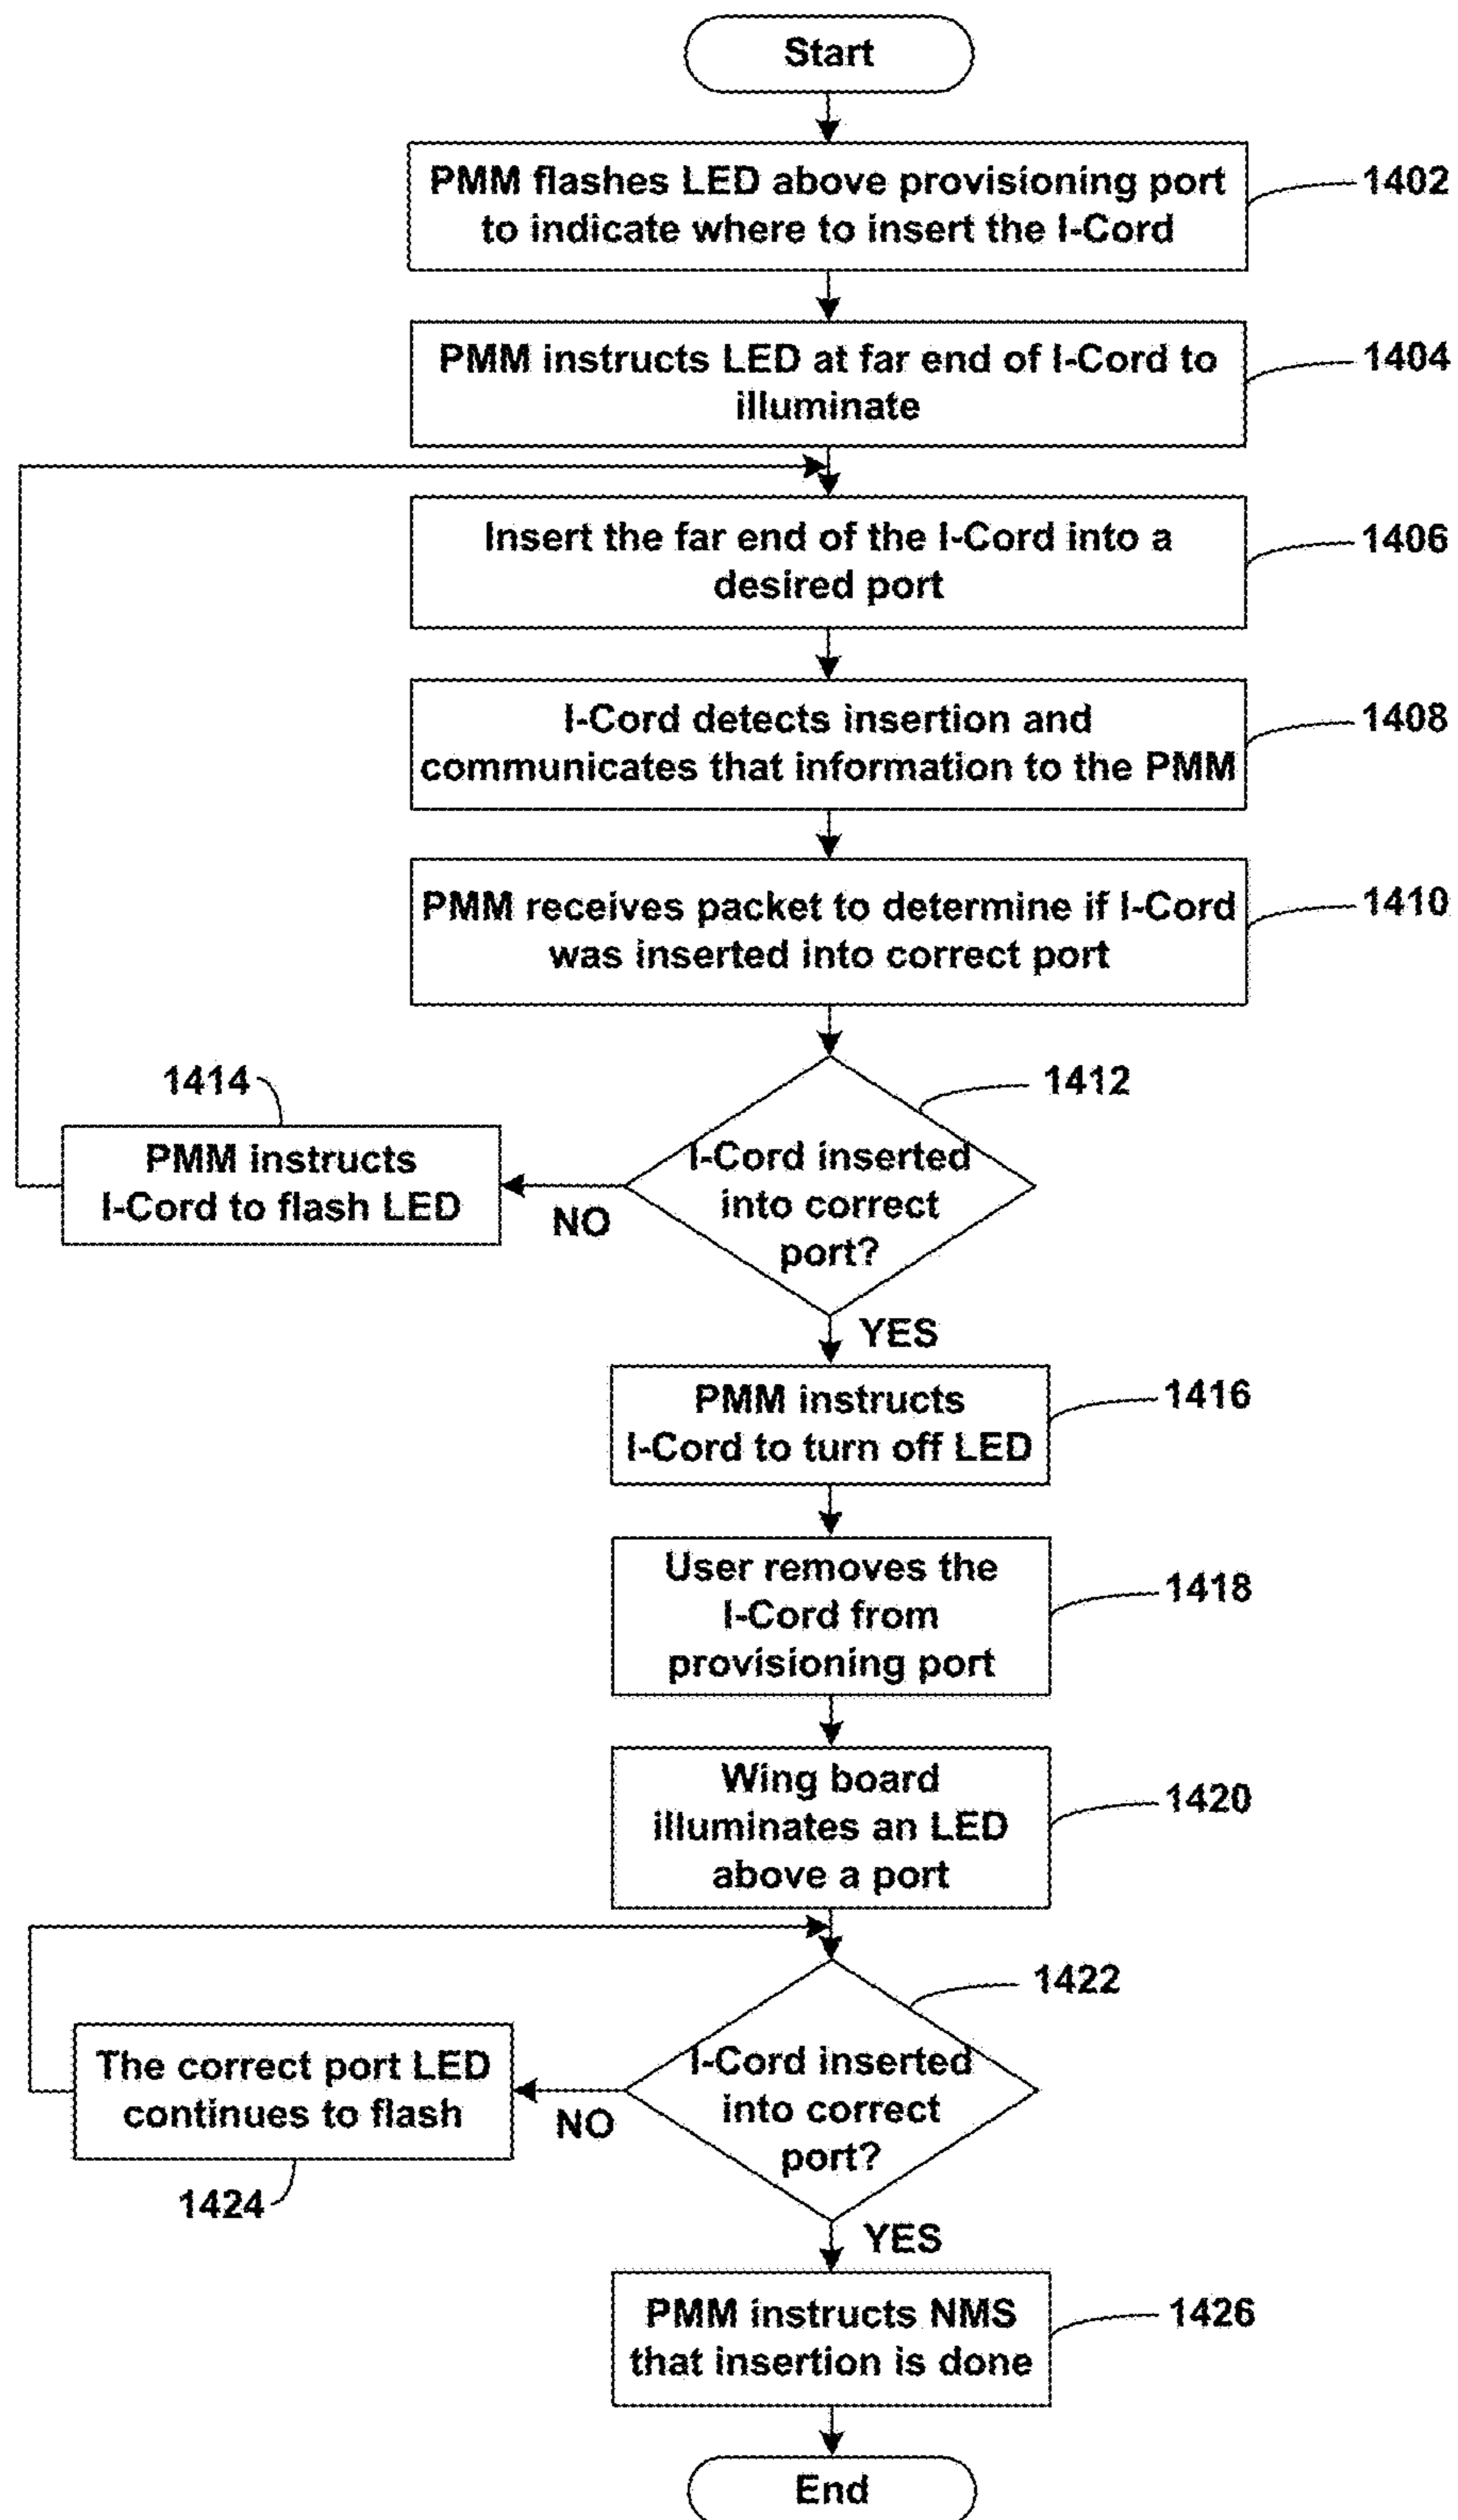 Start
PMM flashes LED above provisioning port
to indicate where to insert the I-Cord
1402
PMM instructs LED at far end of I-Cord to
illuminate
1404
Insert the far end of the I-Cord into a
desired port
1406
I-Cord detects insertion and
communicates that information to the PMM
1408
PMM receives packet to determine if I-Cord
was inserted into correct port
1410
I-Cord inserted
into correct
port?
1412
NO
1414
PMM instructs
I-Cord to flash LED
YES
PMM instructs
I-Cord to turn off LED
1416
User removes the
I-Cord from
provisioning port
1418
Wing board
illuminates an LED
above a port
1420
I-Cord inserted
into correct
port?
1422
NO
The correct port LED
continues to flash
1424
YES
PMM instructs NMS
that insertion is done
1426
End